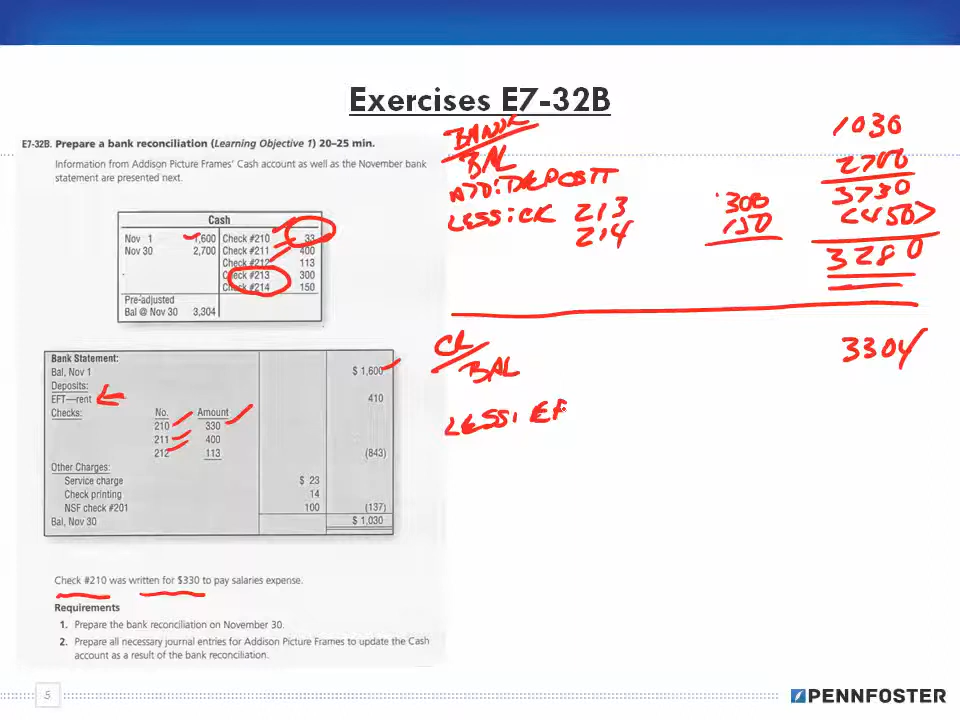 Exercises E7-32B
E7-32B. Prepare a bank reconciliation (Learning Objective 1) 20–25 min.
Information from Addison Picture Frames' Cash account as well as the November bank
statement are presented next.
Cash
Nov 1 1,600 Check #210 33
Nov 30 2,700 Check #211 400
Check #212 113
Check #213 300
Check #214 150
Pre-adjusted
Bal @ Nov 30 3,304
Bank Statement:
Bal, Nov 1 $ 1,600
Deposits:
EFT—rent 410
Checks: No. Amount
210 330
211 400
212 113 (843)
Other Charges:
Service charge $ 23
Check printing 14
NSF check #201 100 (137)
Bal, Nov 30 $ 1,030
Check #210 was written for $330 to pay salaries expense.
Requirements
1. Prepare the bank reconciliation on November 30.
2. Prepare all necessary journal entries for Addison Picture Frames to update the Cash
account as a result of the bank reconciliation.
BANK 1030
BAL
ADD: DEPOSIT 2700
3730
LESS: CK 213 300 <450>
214 150
3280
BAL 3304
LESS: EF
5
PENNFOSTER